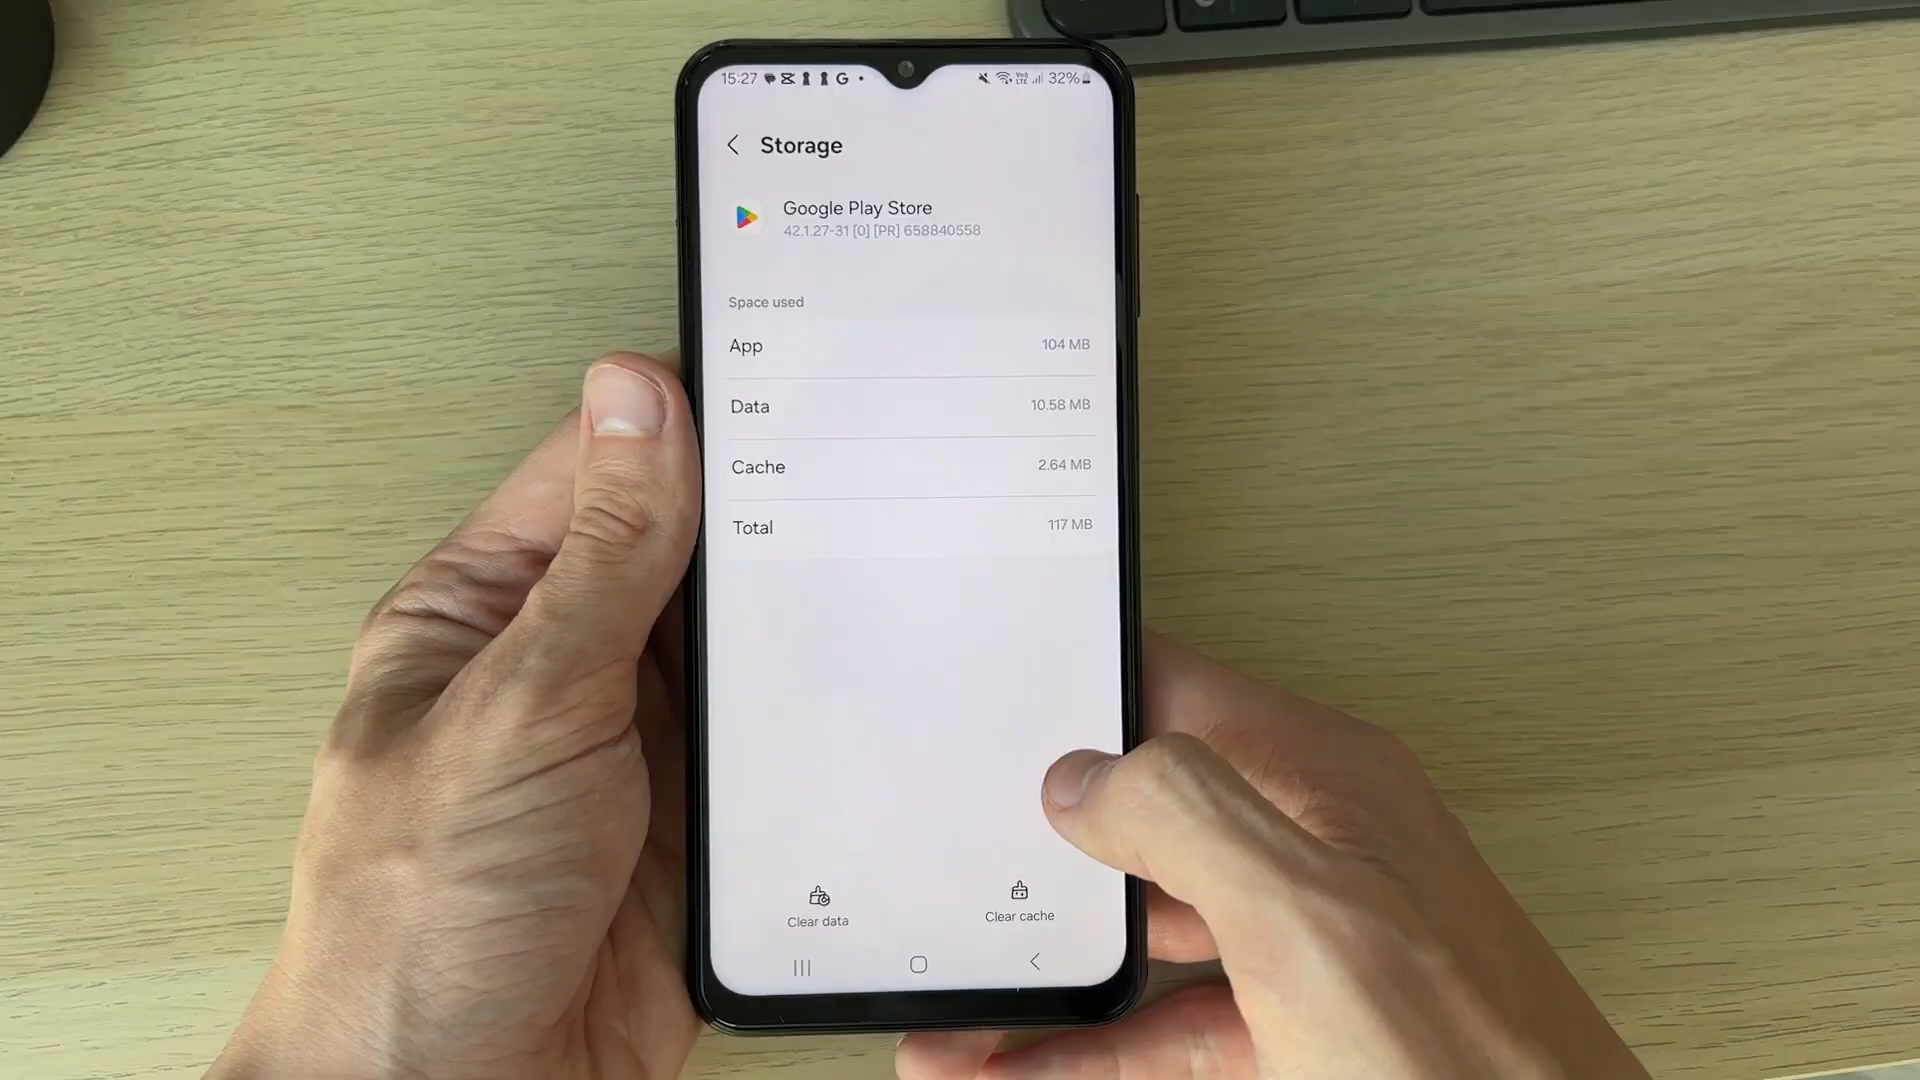 15:27 G 32%
Storage
Google Play Store
42.1.27-31 [0] [PR] 658840558
Space used
App 104 MB
Data 10.58 MB
Cache 2.64 MB
Total 117 MB
Clear data Clear cache